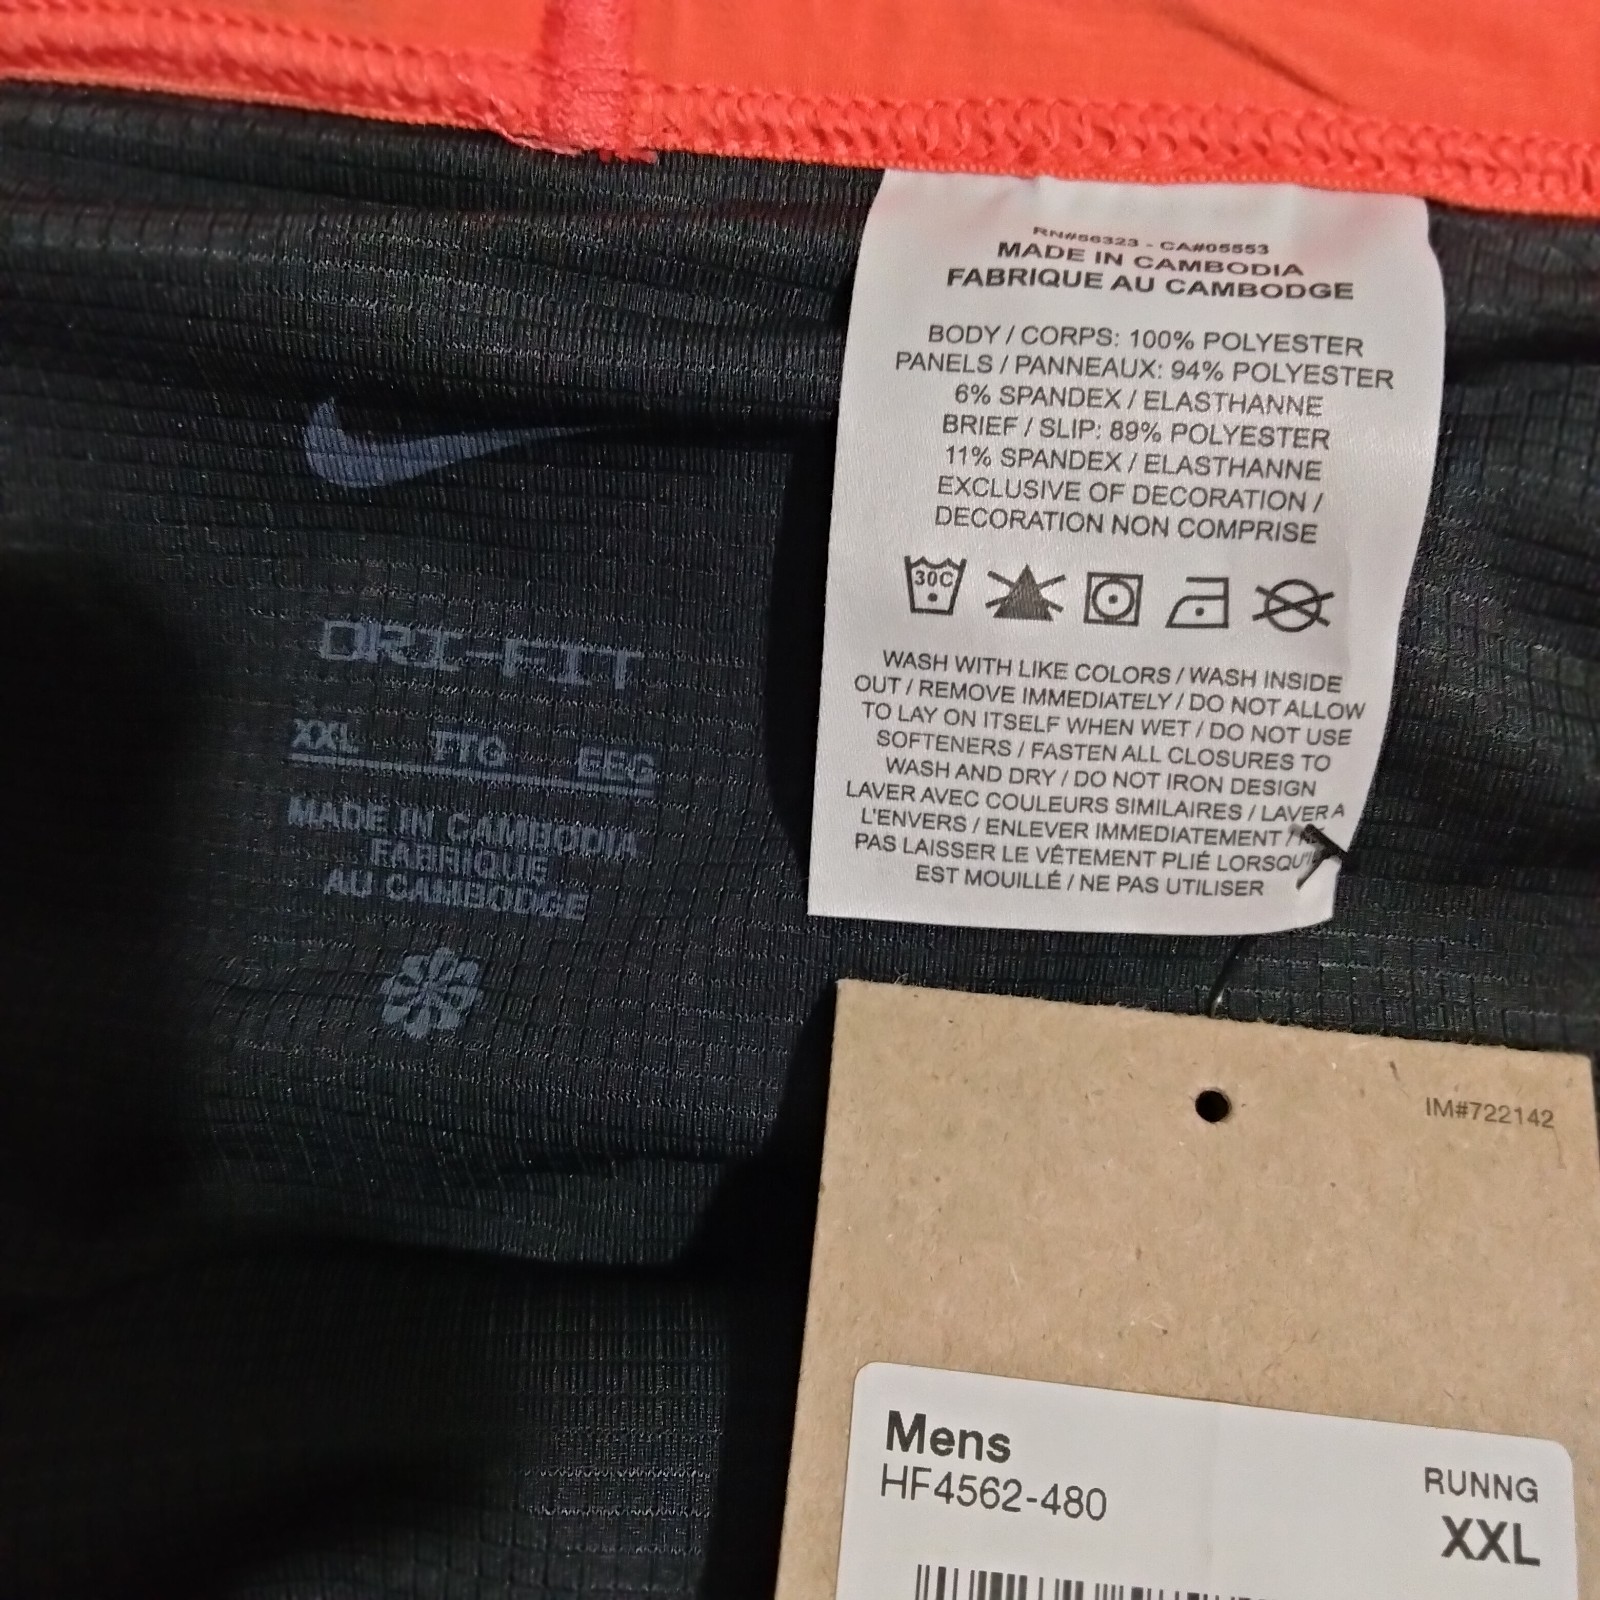 RN#56323 - CA#05553
MADE IN CAMBODIA
FABRIQUE AU CAMBODGE
BODY / CORPS: 100% POLYESTER
PANELS / PANNEAUX: 94% POLYESTER
6% SPANDEX / ELASTHANNE
BRIEF / SLIP: 89% POLYESTER
11% SPANDEX / ELASTHANNE
EXCLUSIVE OF DECORATION /
DECORATION NON COMPRISE
30C
WASH WITH LIKE COLORS / WASH INSIDE
OUT / REMOVE IMMEDIATELY / DO NOT ALLOW
TO LAY ON ITSELF WHEN WET / DO NOT USE
SOFTENERS / FASTEN ALL CLOSURES TO
WASH AND DRY / DO NOT IRON DESIGN
LAVER AVEC COULEURS SIMILAIRES / LAVER A
L'ENVERS / ENLEVER IMMEDIATEMENT /
PAS LAISSER LE VÊTEMENT PLIÉ
EST MOUILLÉ / NE PAS UTILISER
DRI-FIT
XXL TTG EEG
MADE IN CAMBODIA
FABRIQUE
AU CAMBODGE
IM#722142
Mens
HF4562-480
RUNNG
XXL